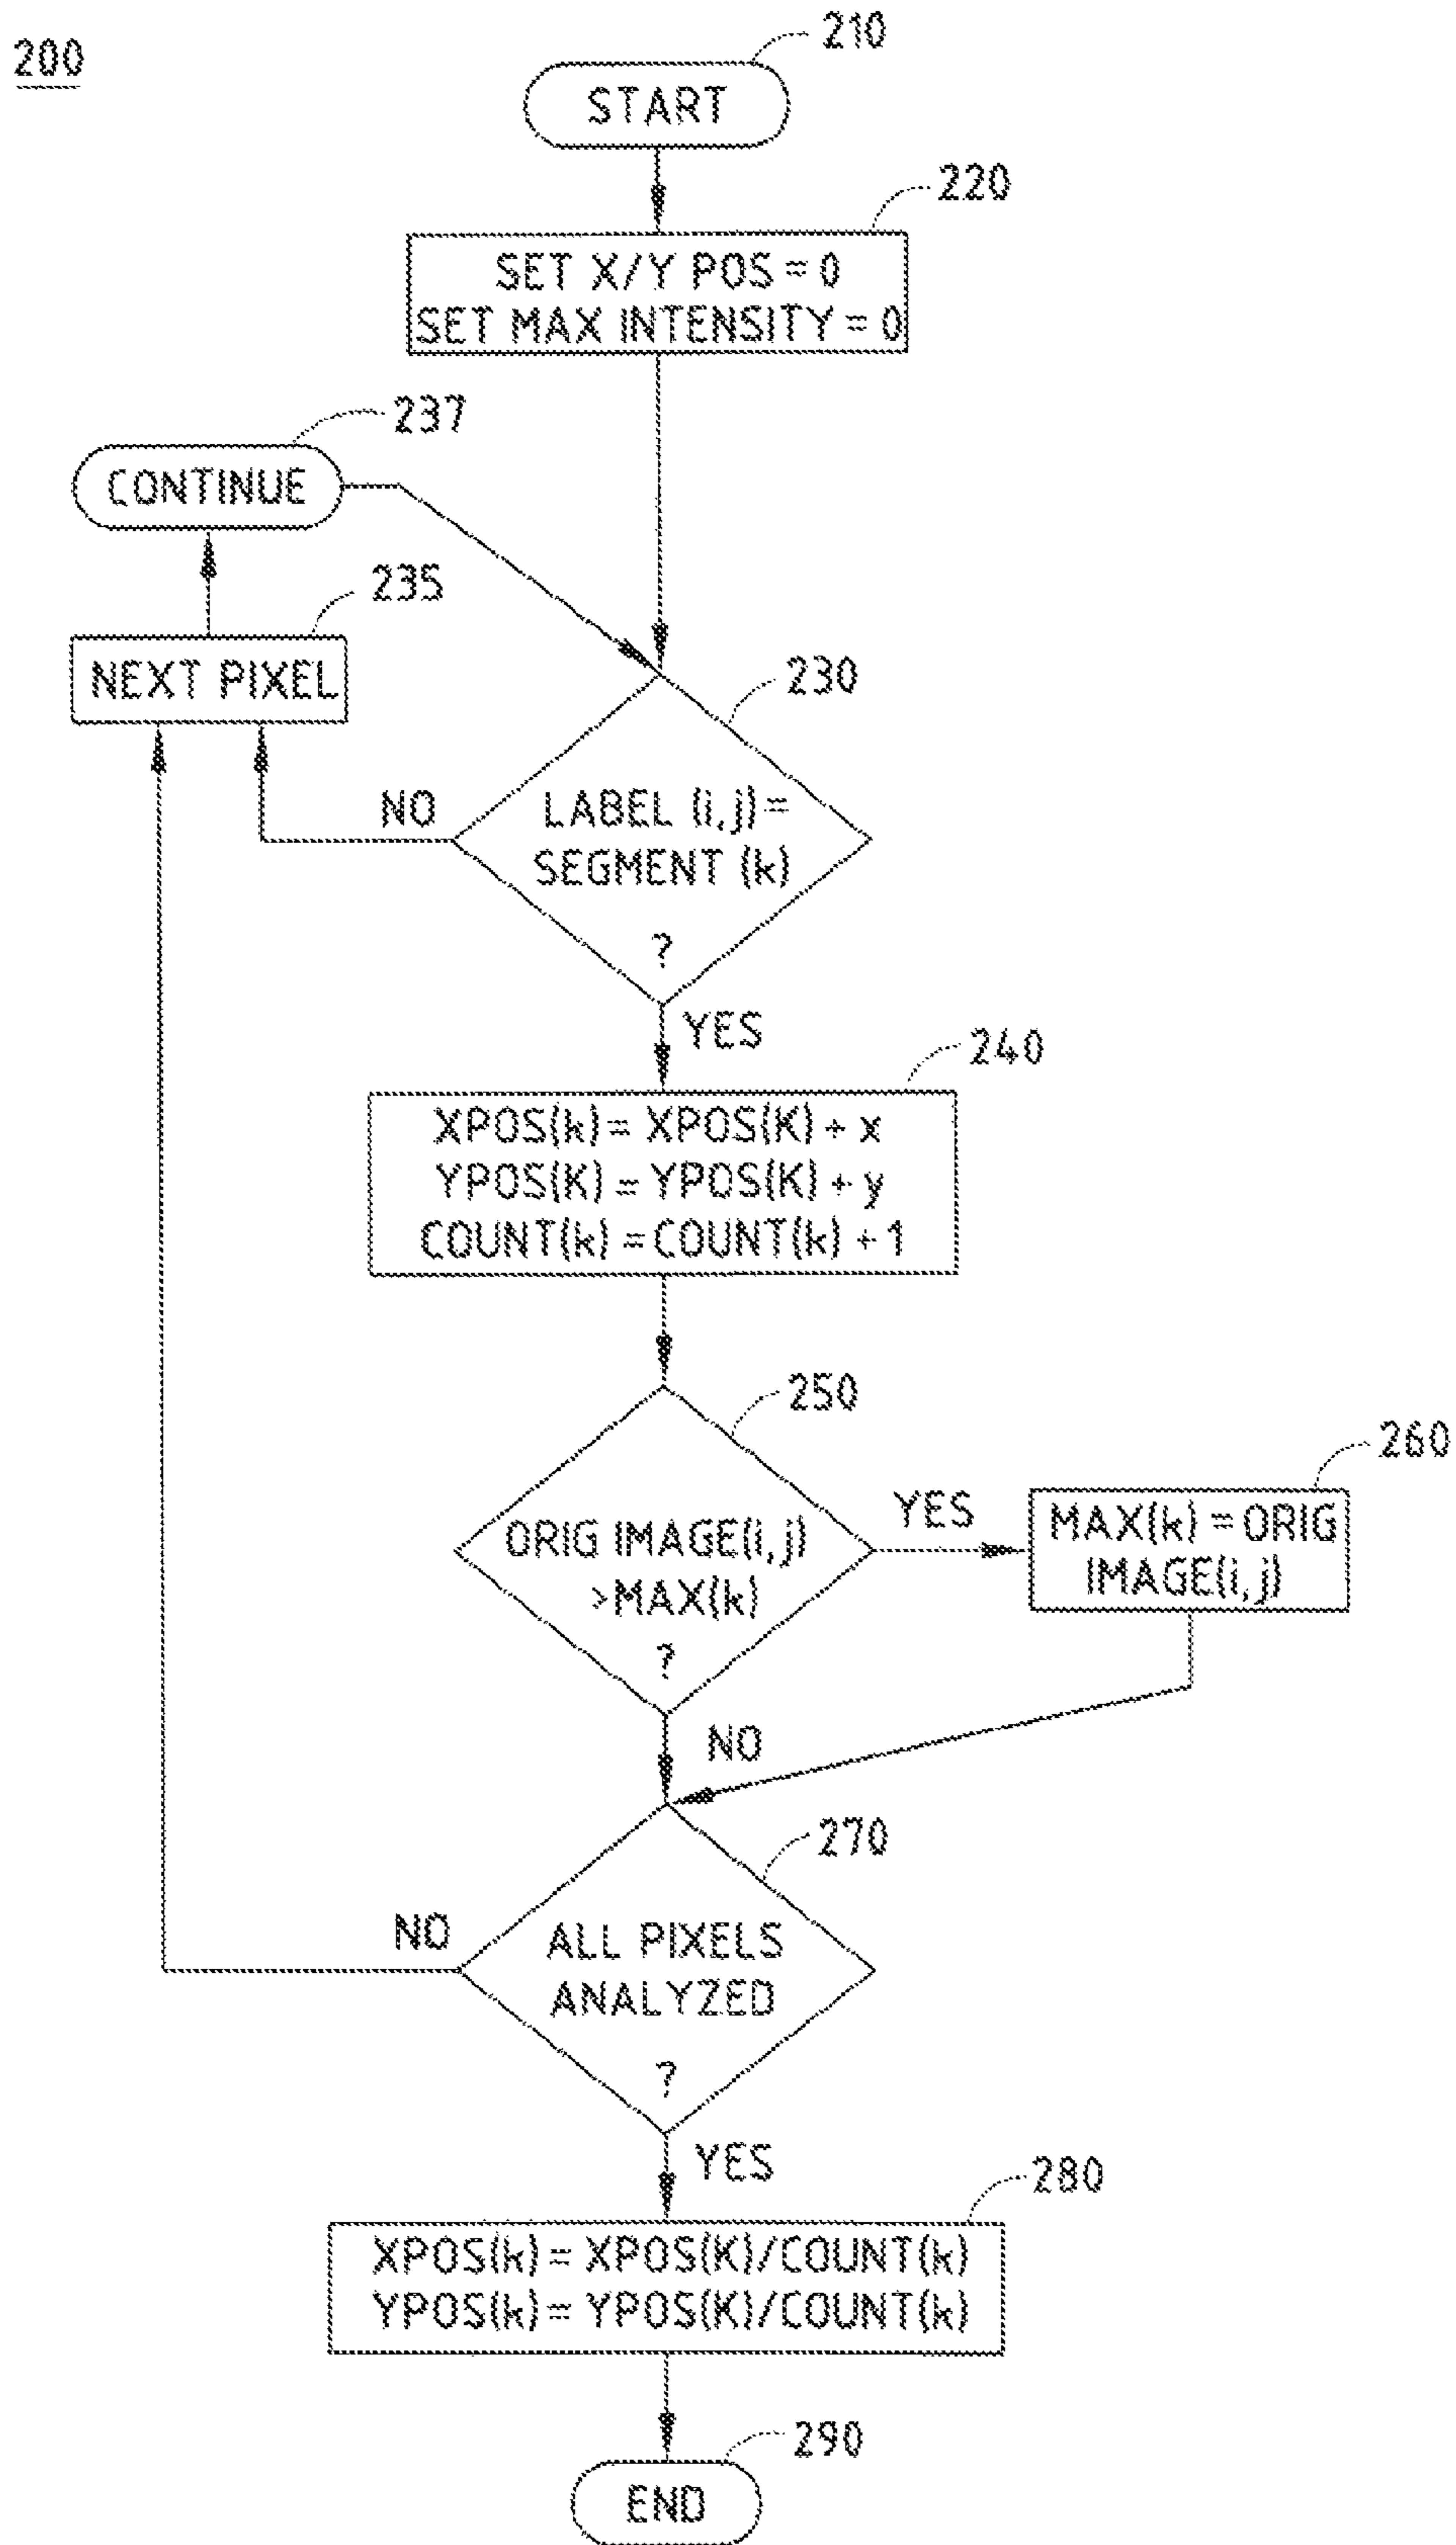 200
210
START
220
SET X/Y POS = 0
SET MAX INTENSITY = 0
237
CONTINUE
235
NEXT PIXEL
230
NO
LABEL (i,j) =
SEGMENT (k)
?
YES
240
XPOS(k) = XPOS(K) + x
YPOS(K) = YPOS(K) + y
COUNT(k) = COUNT(k) + 1
250
ORIG IMAGE(i,j)
>MAX(k)
?
YES
260
MAX(k) = ORIG
IMAGE(i,j)
NO
270
NO
ALL PIXELS
ANALYZED
?
YES
280
XPOS(k) = XPOS(K)/COUNT(k)
YPOS(k) = YPOS(K)/COUNT(k)
290
END